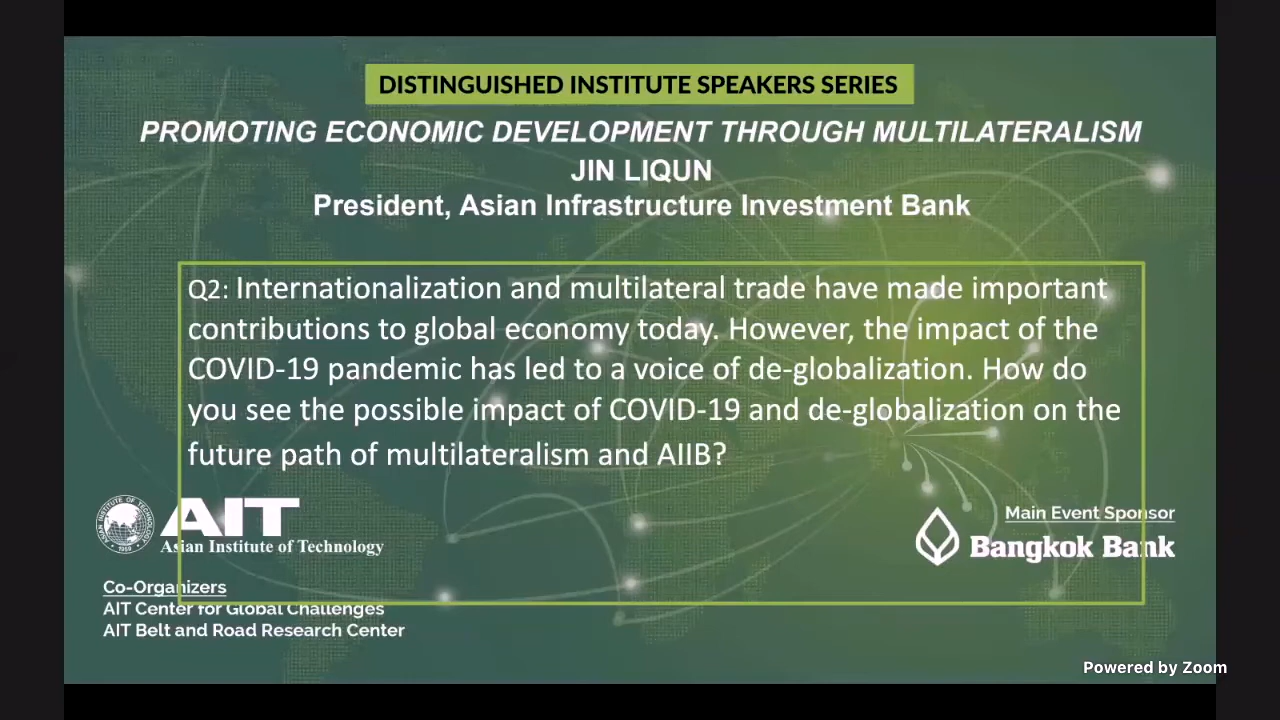 DISTINGUISHED INSTITUTE SPEAKERS SERIES
PROMOTING ECONOMIC DEVELOPMENT THROUGH MULTILATERALISM
JIN LIQUN
President, Asian Infrastructure Investment Bank
Q2: Internationalization and multilateral trade have made important
contributions to global economy today. However, the impact of the
COVID-19 pandemic has led to a voice of de-globalization. How do
you see the possible impact of COVID-19 and de-globalization on the
future path of multilateralism and AIIB?
AIT
Asian Institute of Technology
Main Event Sponsor
Bangkok Bank
Co-Organizers
AIT Center for Global Challenges
AIT Belt and Road Research Center
Powered by Zoom